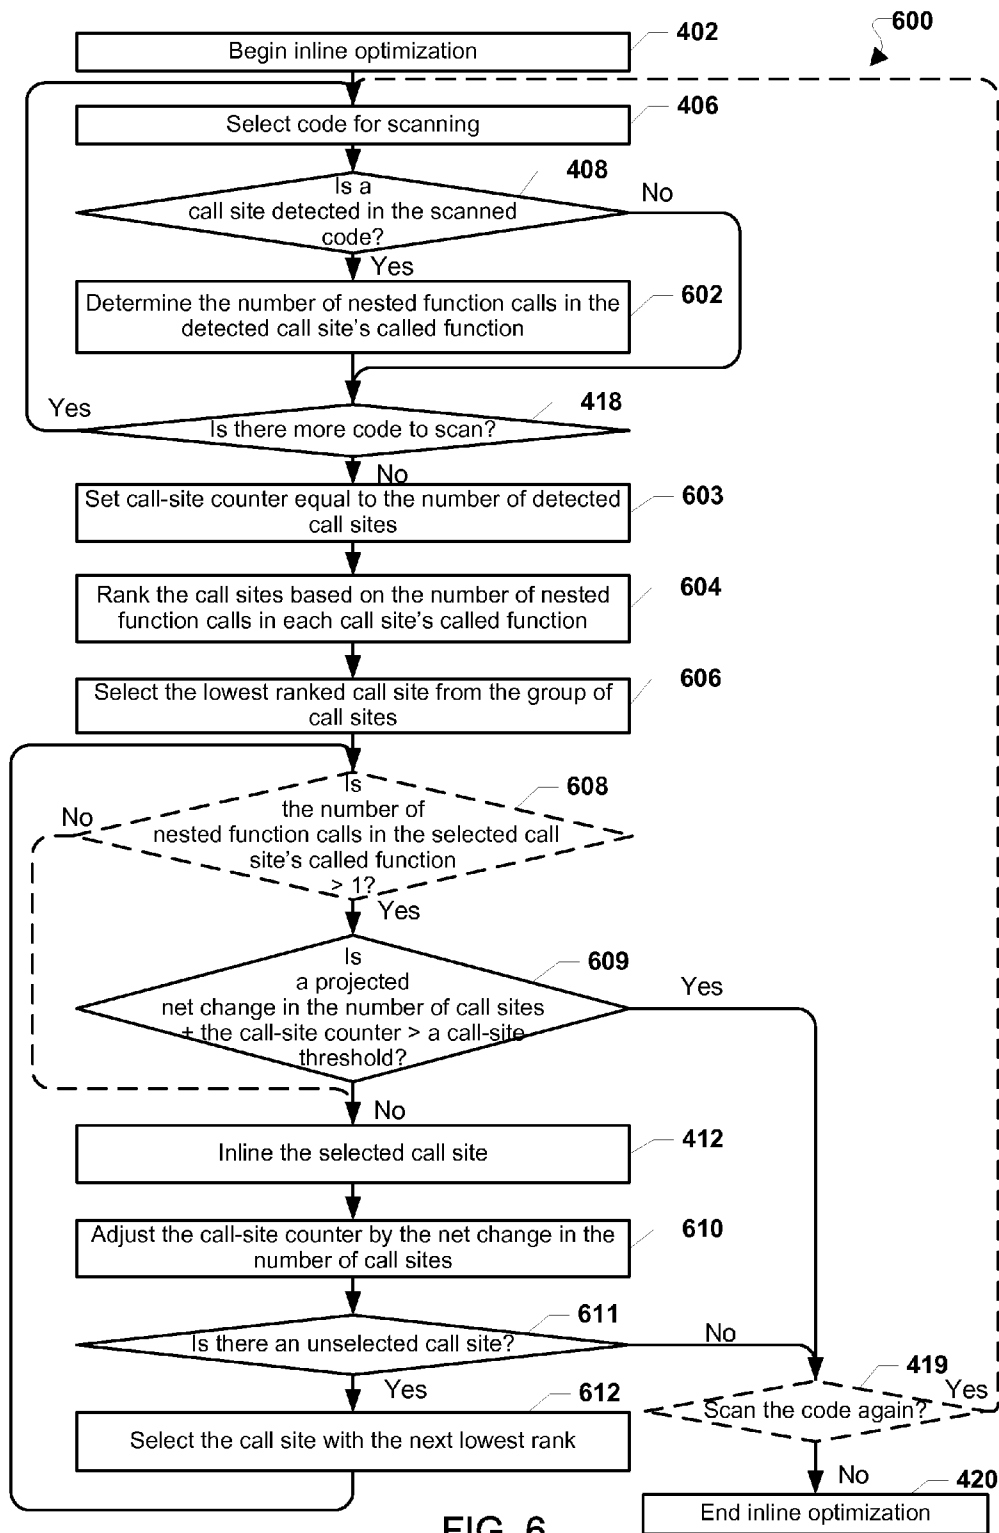 600
402
Begin inline optimization
406
Select code for scanning
408
Is a
call site detected in the scanned
code?
No
Yes
602
Determine the number of nested function calls in the
detected call site's called function
Yes
418
Is there more code to scan?
No
603
Set call-site counter equal to the number of detected
call sites
604
Rank the call sites based on the number of nested
function calls in each call site's called function
606
Select the lowest ranked call site from the group of
call sites
608
Is
the number of
nested function calls in the selected call
site's called function
> 1?
No
Yes
609
Is
a projected
net change in the number of call sites
+ the call-site counter > a call-site
threshold?
Yes
No
412
Inline the selected call site
610
Adjust the call-site counter by the net change in the
number of call sites
611
Is there an unselected call site?
No
Yes
419
Scan the code again?
Yes
612
Select the call site with the next lowest rank
No
420
End inline optimization
FIG. 6